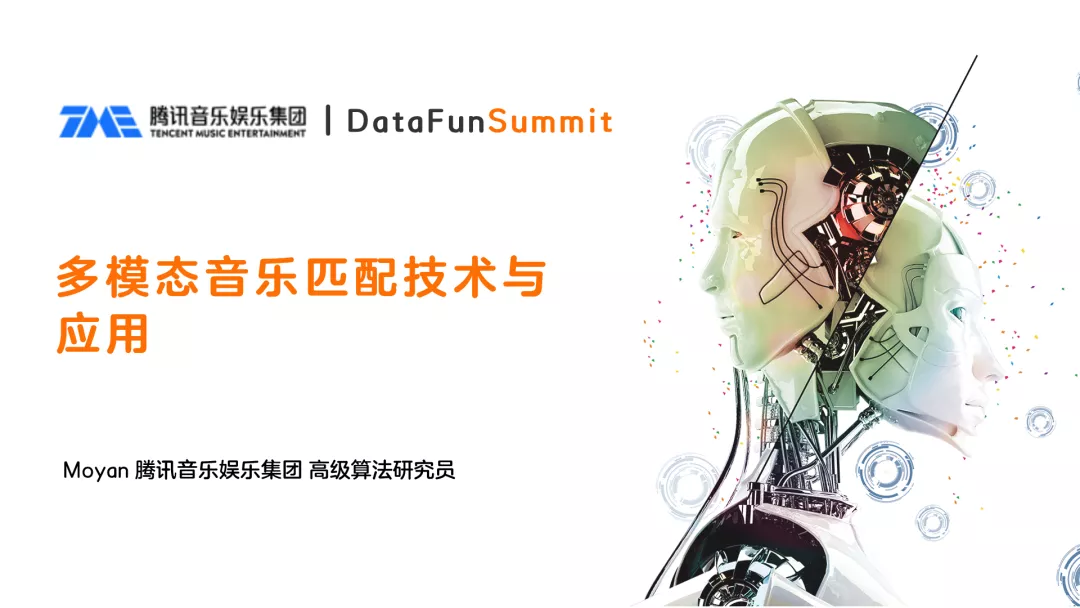 腾讯音乐娱乐集团 | DataFunSummit
TENCENT MUSIC ENTERTAINMENT
多模态音乐匹配技术与
应用
Moyan 腾讯音乐娱乐集团 高级算法研究员